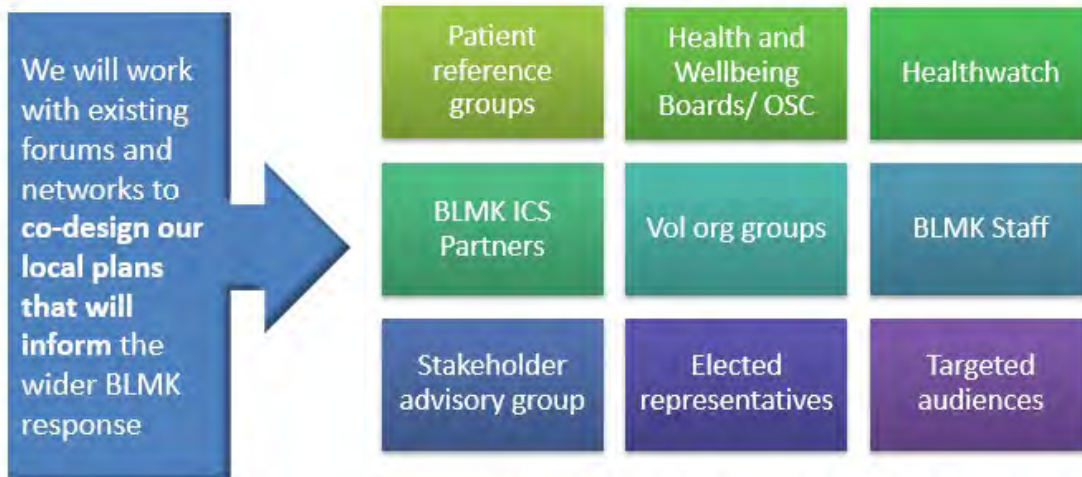 We will work
with existing
forums and
networks to
co-design our
local plans
that will
inform the
wider BLMK
response
Patient
reference
groups
Health and
Wellbeing
Boards/ OSC
Healthwatch
BLMK ICS
Partners
Vol org groups
BLMK Staff
Stakeholder
advisory group
Elected
representatives
Targeted
audiences